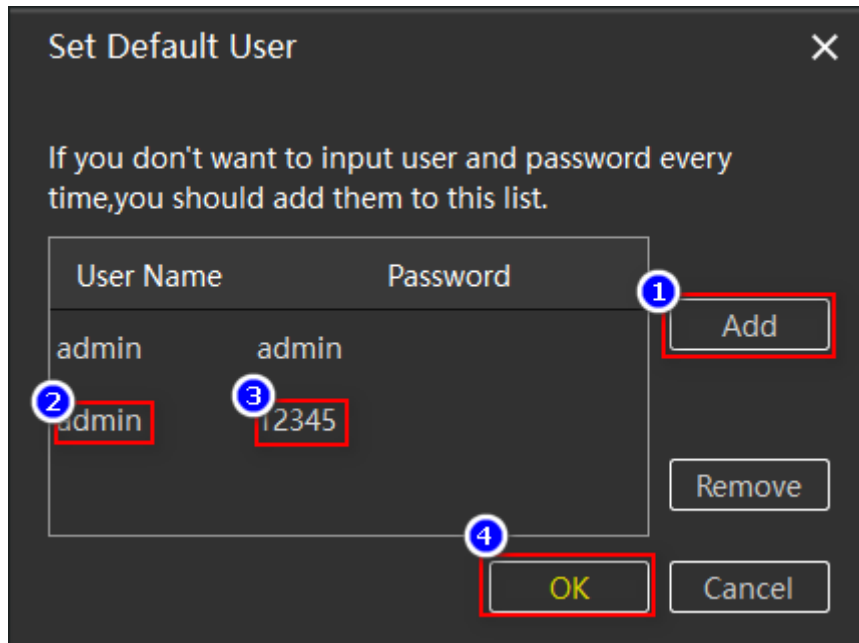 Set Default User
If you don't want to input user and password every
time,you should add them to this list.
User Name Password
1
Add
admin admin
2 3
admin 12345
Remove
4
OK Cancel